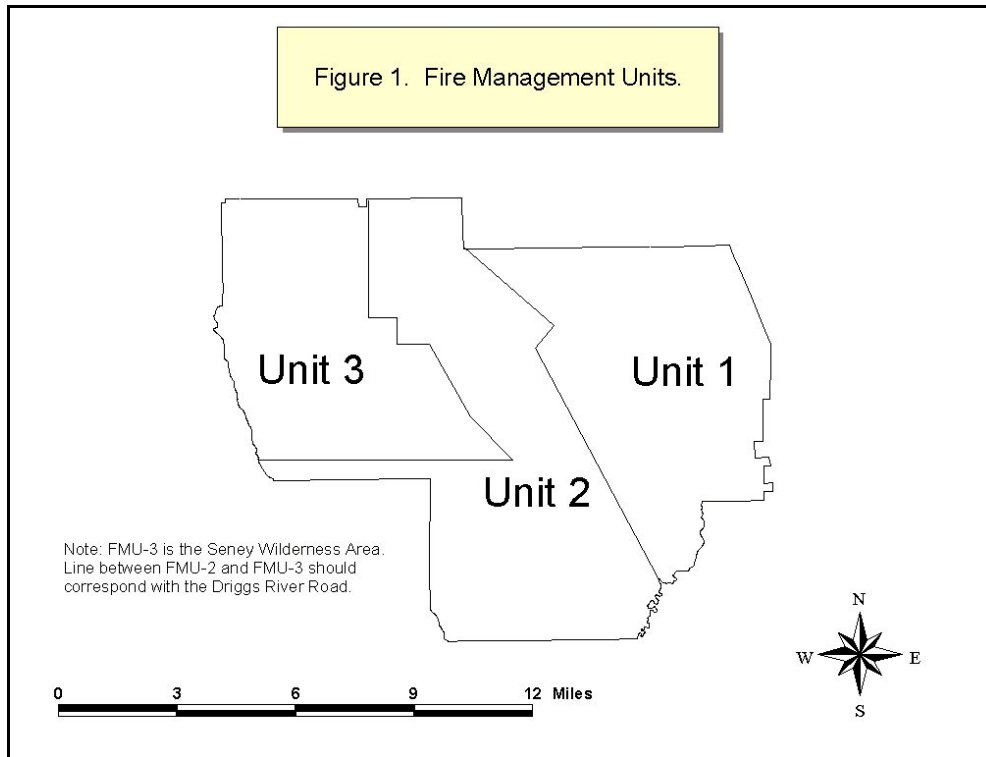 Figure 1. Fire Management Units.
Unit 3
Unit 1
Unit 2
Note: FMU-3 is the Seney Wilderness Area.
Line between FMU-2 and FMU-3 should
correspond with the Driggs River Road.
N
W E
S
0 3 6 9 12 Miles